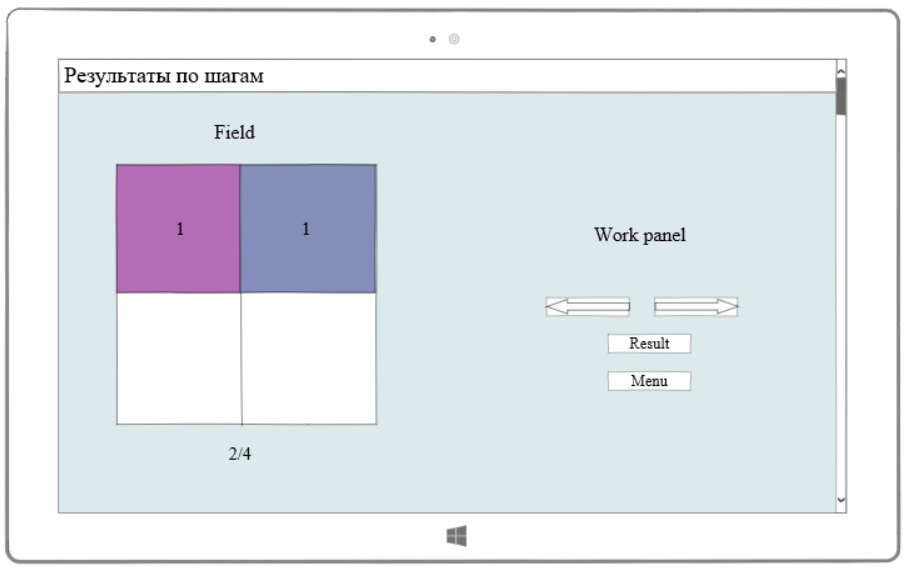 Результаты по шагам
Field
1 1
Work panel
Result
Menu
2/4